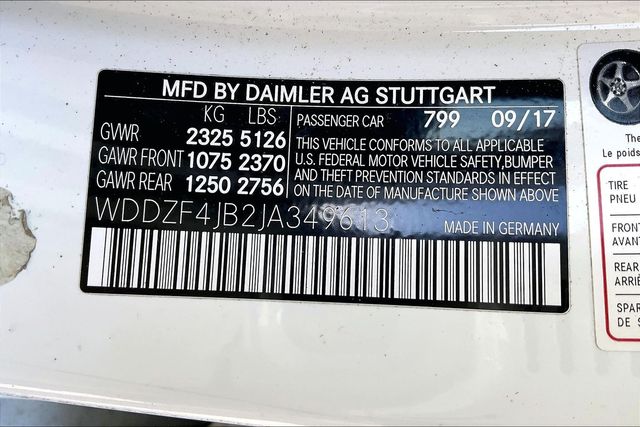 MFD BY DAIMLER AG STUTTGART
KG LBS
GVWR 2325 5126
GAWR FRONT 1075 2370
GAWR REAR 1250 2756
PASSENGER CAR 799 09/17
THIS VEHICLE CONFORMS TO ALL APPLICABLE
U.S. FEDERAL MOTOR VEHICLE SAFETY,BUMPER
AND THEFT PREVENTION STANDARDS IN EFFECT
ON THE DATE OF MANUFACTURE SHOWN ABOVE
WDDZF4JB2JA349613
MADE IN GERMANY
The
Le poids
TIRE
PNEU
FRONT
AVANT
REAR
ARRIÈ
SPAR
DE S